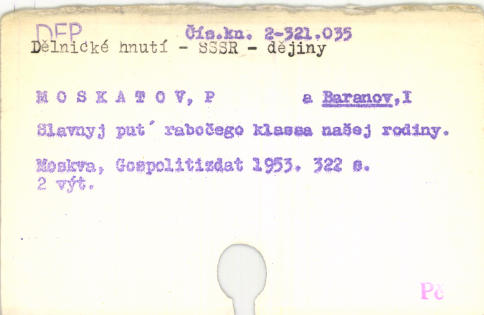 DEP
Čís.kn. 2-321.035
Dělnické hnutí - SSSR - dějiny
MOSKATOV, P a Baranov,I
Slavnyj put´ rabočego klassa našej rodiny.
Moskva, Gospolitizdat 1953. 322 s.
2 výt.
Pč